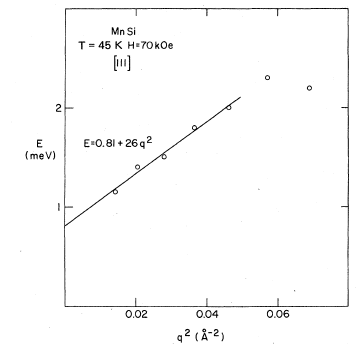 MnSi
T = 45 K H=70kOe
[111]
2
E
(meV)
E=0.81+26q²
1
0.02
0.04
0.06
q² (Å⁻²)